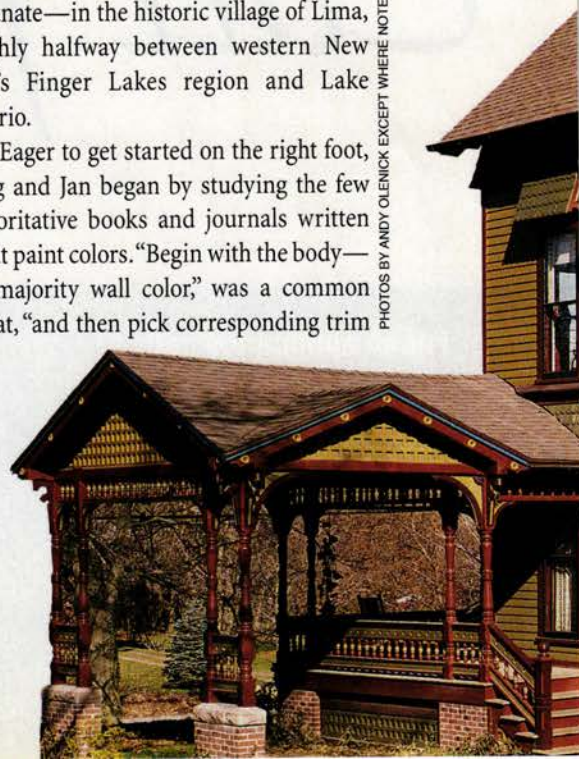 nate—in the historic village of Lima,
hly halfway between western New
's Finger Lakes region and Lake
rio.
Eager to get started on the right foot,
g and Jan began by studying the few
oritative books and journals written
t paint colors. “Begin with the body—
majority wall color,” was a common
at, “and then pick corresponding trim
PHOTOS BY ANDY OLENICK EXCEPT WHERE NOTE